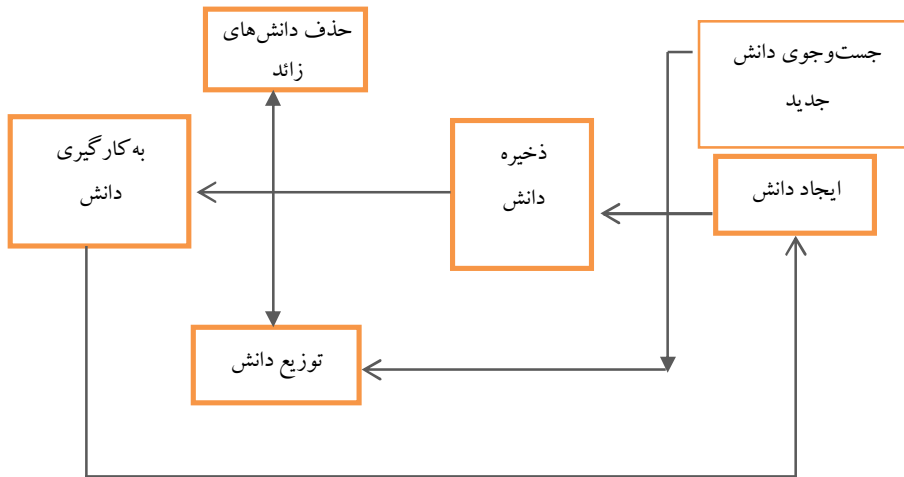 جست‌وجوی دانش
جدید
ایجاد دانش
ذخیره
دانش
حذف دانش‌های
زائد
توزیع دانش
به‌کارگیری
دانش